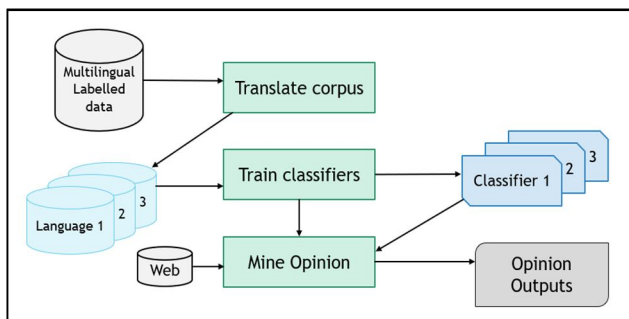 Multilingual
Labelled
data
Translate corpus
Language 1
2
3
Train classifiers
Classifier 1
2
3
Web
Mine Opinion
Opinion
Outputs